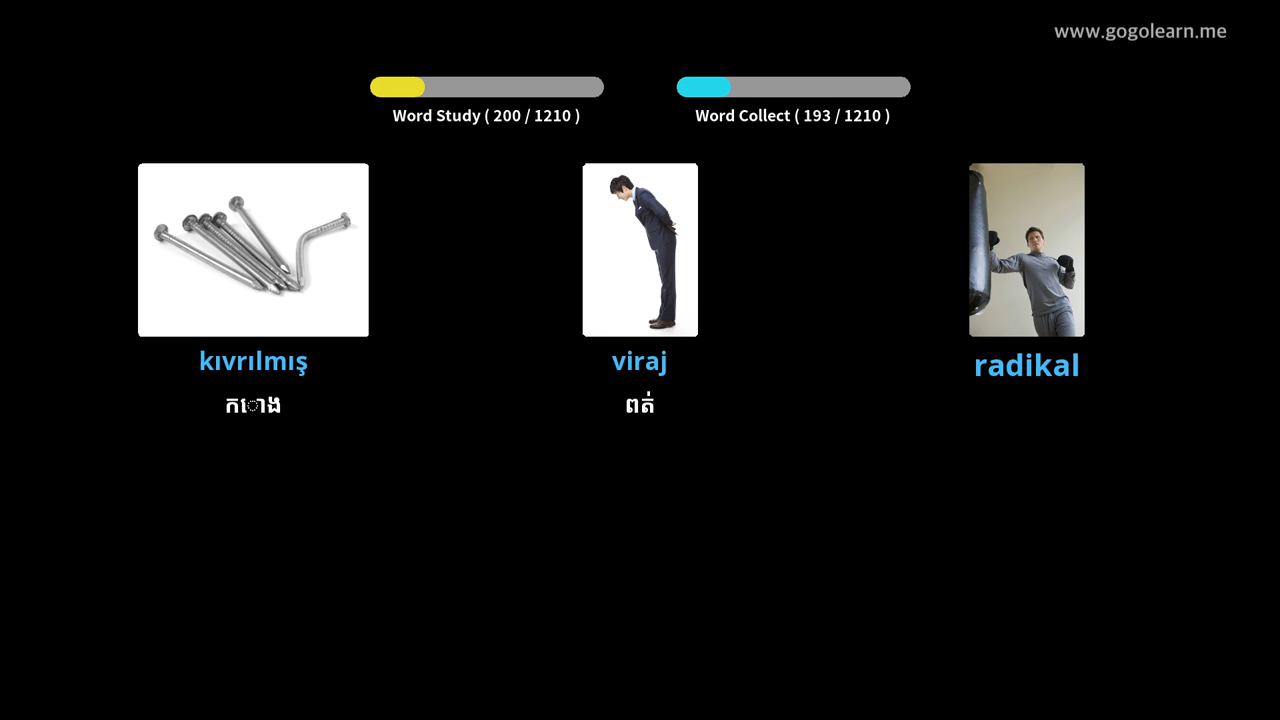 www.gogolearn.me
Word Study ( 200 / 1210 )
Word Collect ( 193 / 1210 )
kıvrılmış
viraj
radikal
កោង
ពត់